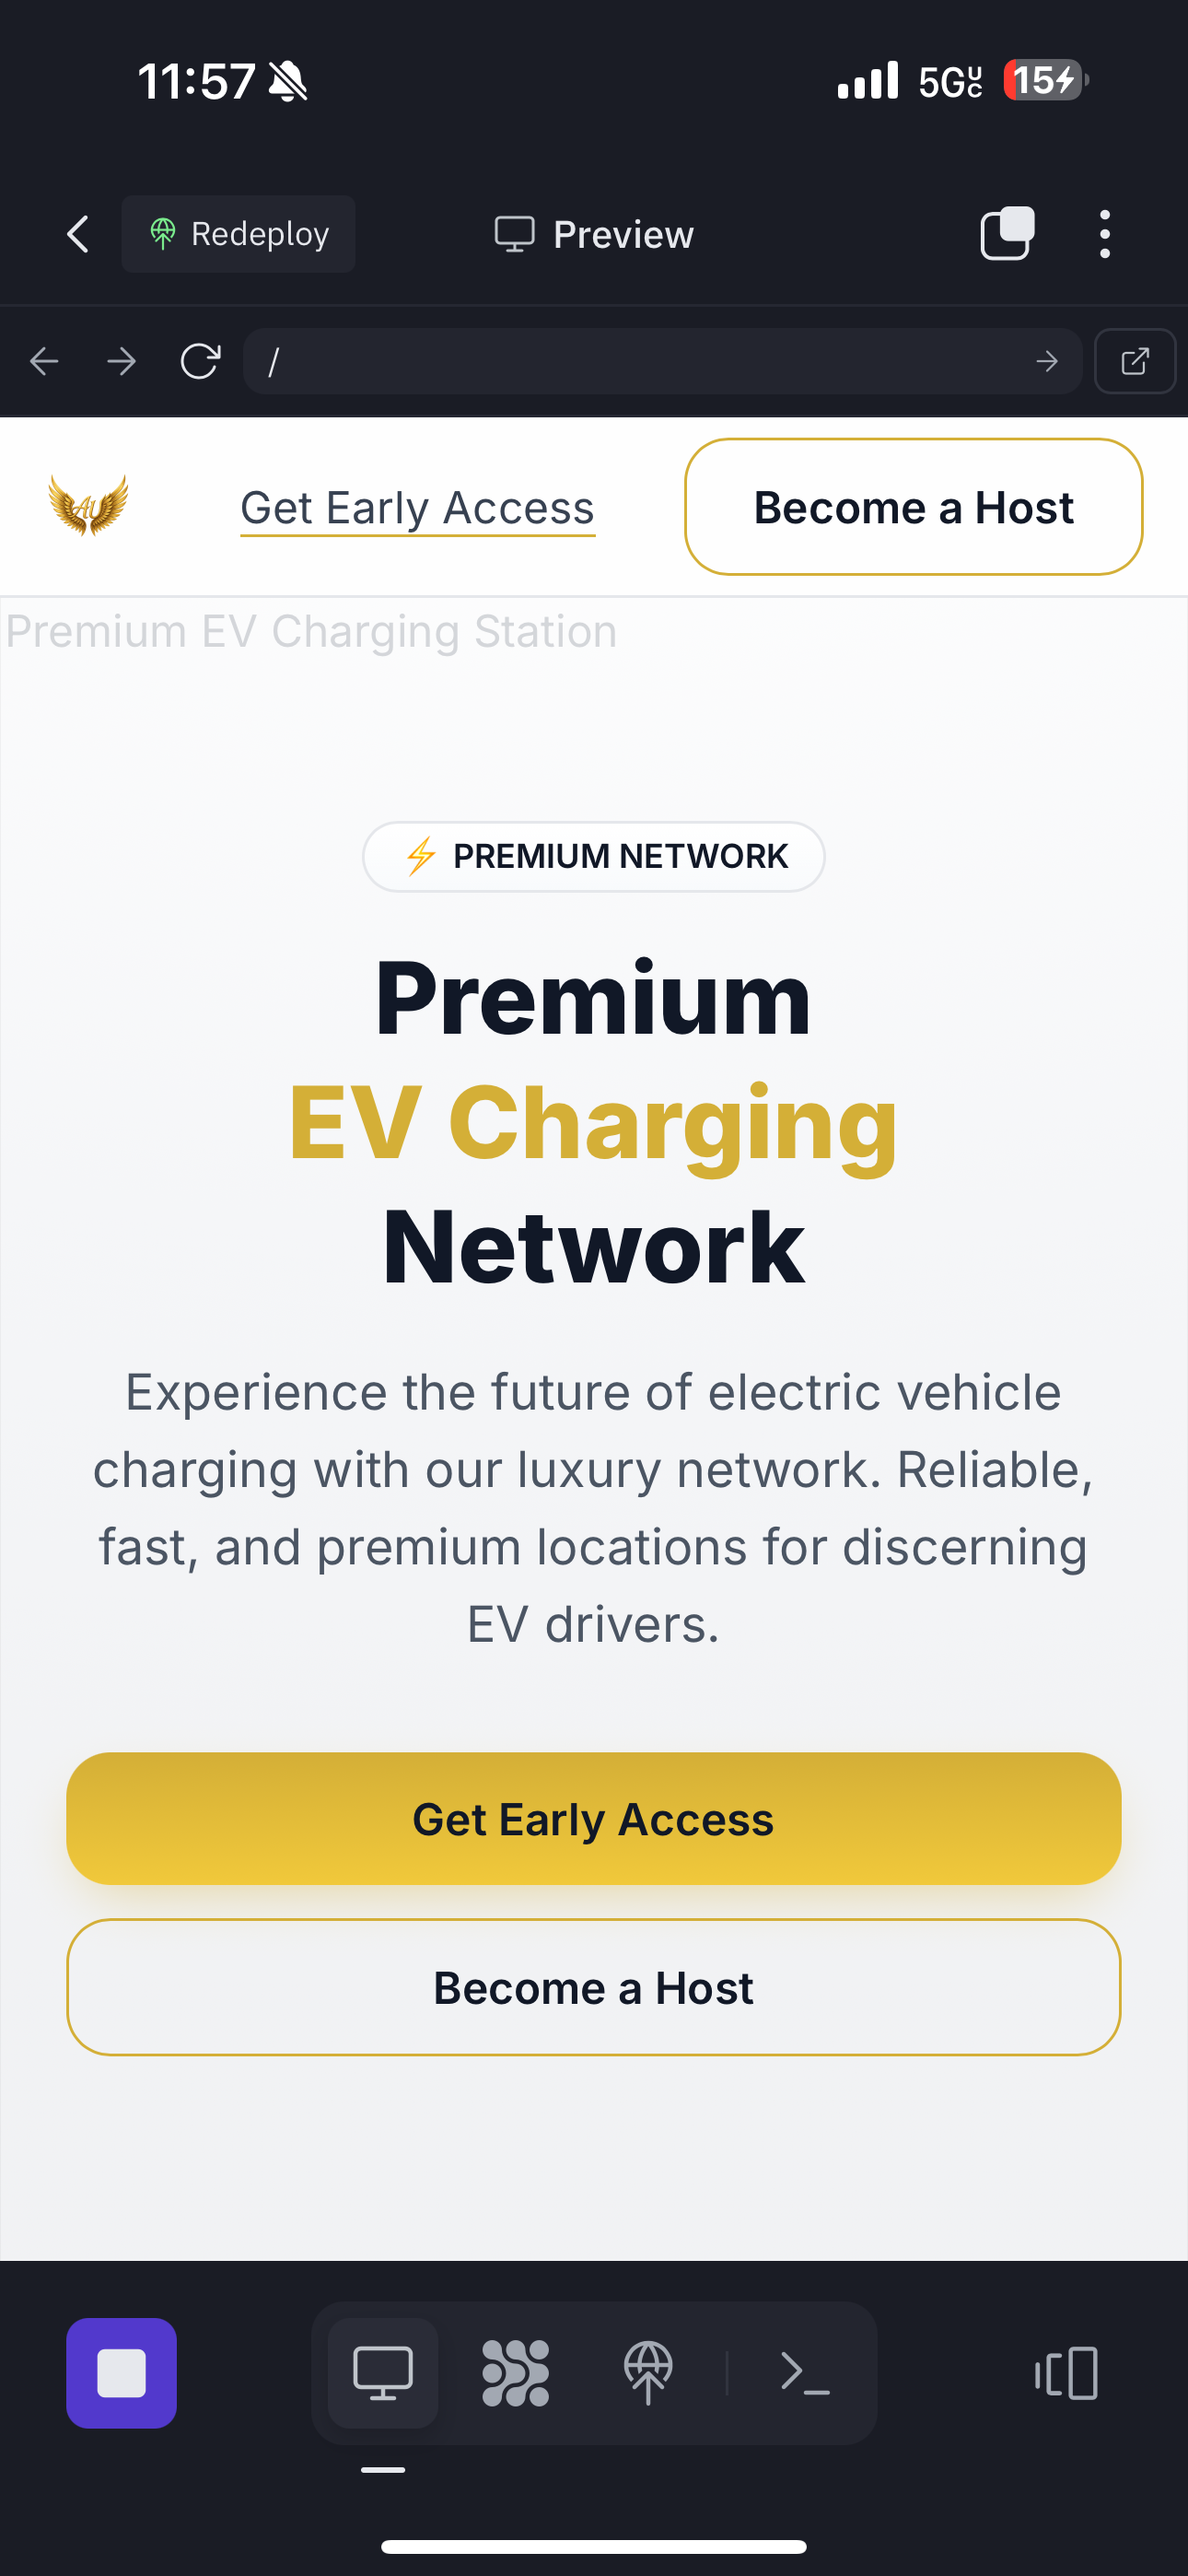 11:57
5GUC
15
Redeploy
Preview
/
AU
Get Early Access
Become a Host
Premium EV Charging Station
⚡ PREMIUM NETWORK
Premium
EV Charging
Network
Experience the future of electric vehicle
charging with our luxury network. Reliable,
fast, and premium locations for discerning
EV drivers.
Get Early Access
Become a Host